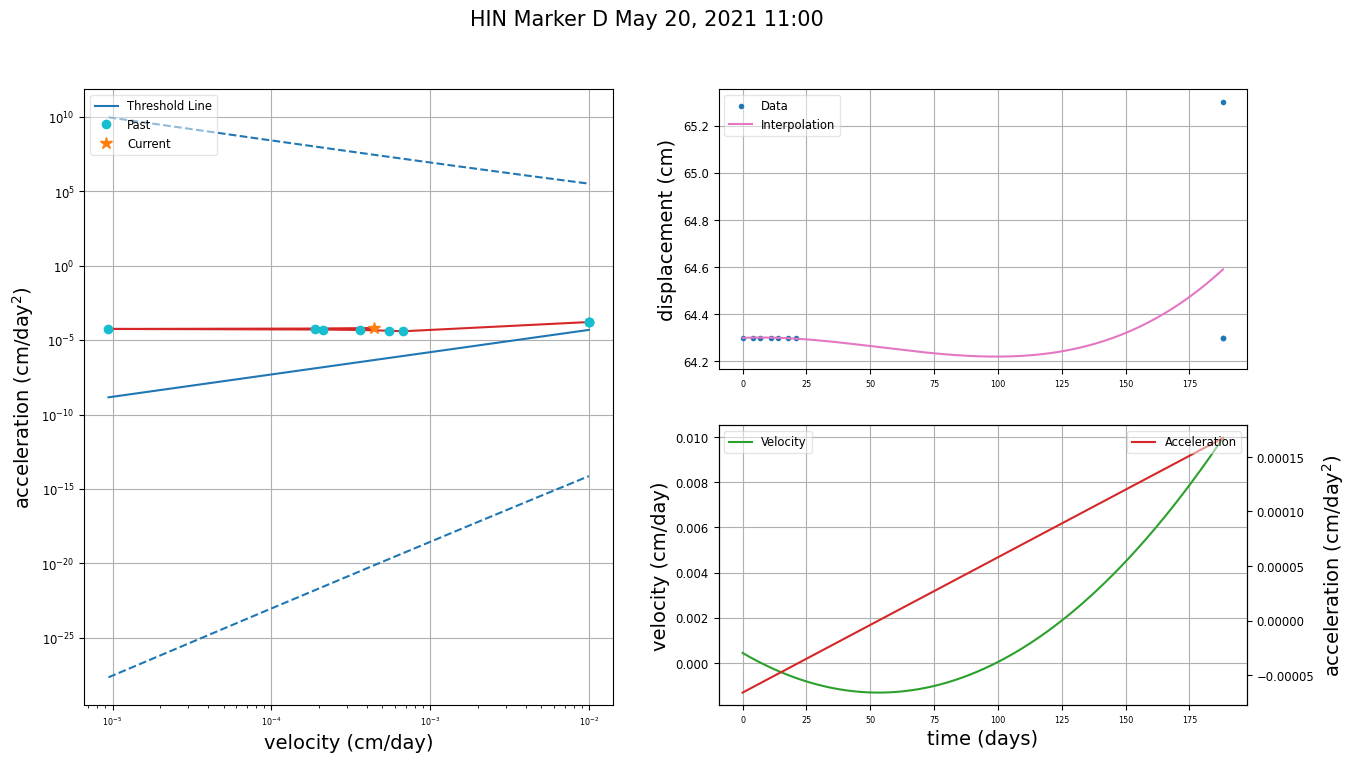 HIN Marker D May 20, 2021 11:00
Threshold Line
Past
Current
10^10
10^5
10^0
10^-5
10^-10
10^-15
10^-20
10^-25
acceleration (cm/day^2)
10^-5 10^-4 10^-3 10^-2
velocity (cm/day)
Data
Interpolation
65.2
65.0
64.8
64.6
64.4
64.2
displacement (cm)
0 25 50 75 100 125 150 175
Velocity
Acceleration
0.010
0.008
0.006
0.004
0.002
0.000
velocity (cm/day)
0.00015
0.00010
0.00005
0.00000
−0.00005
acceleration (cm/day^2)
0 25 50 75 100 125 150 175
time (days)